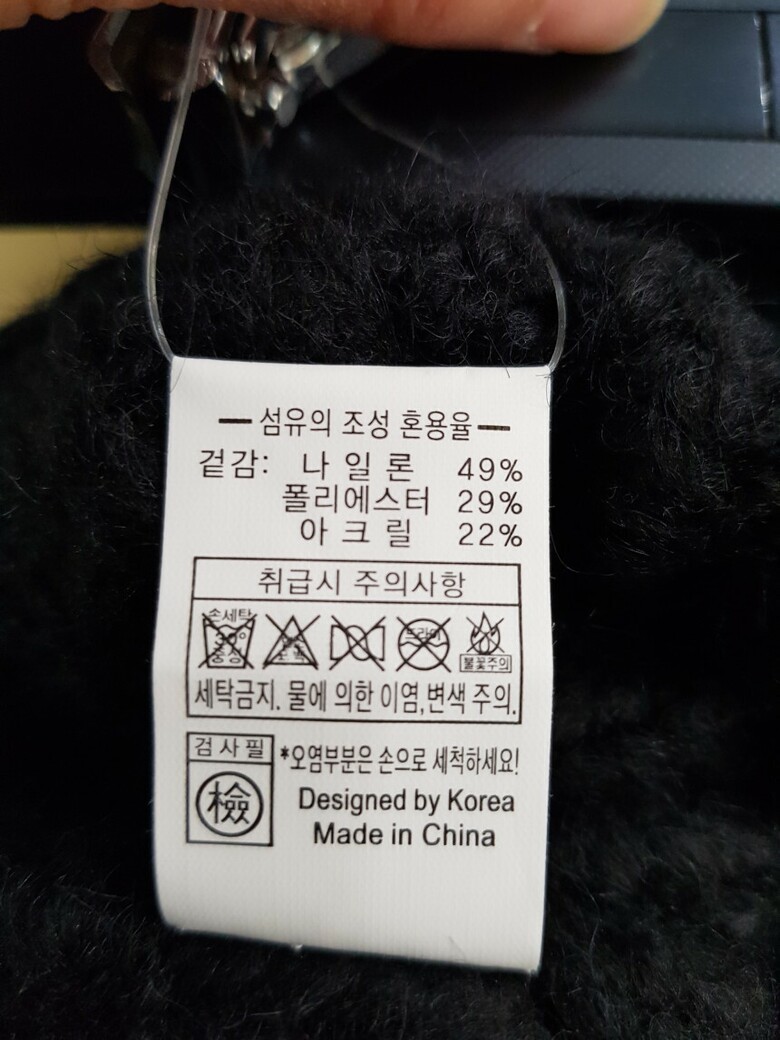 섬유의 조성 혼용율
겉감: 나 일 론 49%
폴리에스터 29%
아 크 릴 22%
취급시 주의사항
손세탁 30° 중성 표백 드라이 불꽃주의
세탁금지. 물에 의한 이염,변색 주의.
검사필
檢
*오염부분은 손으로 세척하세요!
Designed by Korea
Made in China